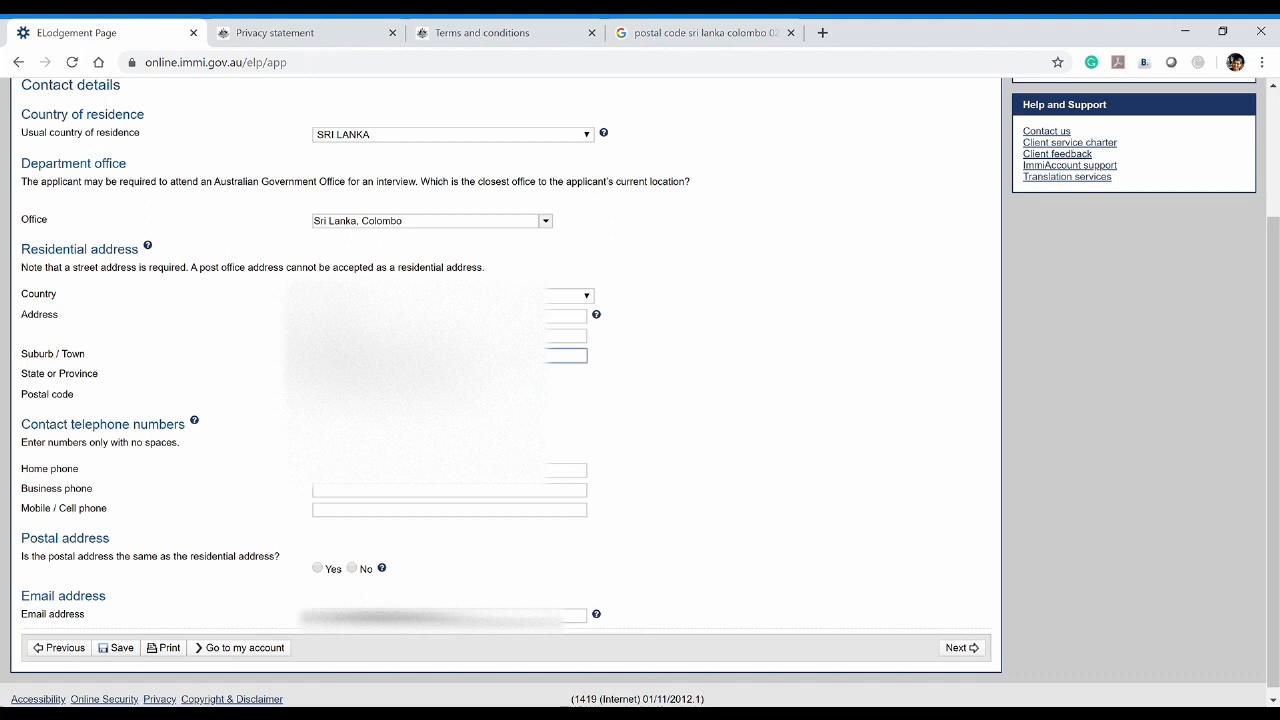 ELodgement Page
Privacy statement
Terms and conditions
postal code sri lanka colombo 02
online.immi.gov.au/elp/app
Contact details
Country of residence
Usual country of residence
SRI LANKA
Department office
The applicant may be required to attend an Australian Government Office for an interview. Which is the closest office to the applicant's current location?
Office
Sri Lanka, Colombo
Residential address
Note that a street address is required. A post office address cannot be accepted as a residential address.
Country
Address
Suburb / Town
State or Province
Postal code
Contact telephone numbers
Enter numbers only with no spaces.
Home phone
Business phone
Mobile / Cell phone
Postal address
Is the postal address the same as the residential address?
Yes No
Email address
Email address
Previous Save Print Go to my account Next
Help and Support
Contact us
Client service charter
Client feedback
ImmiAccount support
Translation services
Accessibility Online Security Privacy Copyright & Disclaimer (1419 (Internet) 01/11/2012.1)